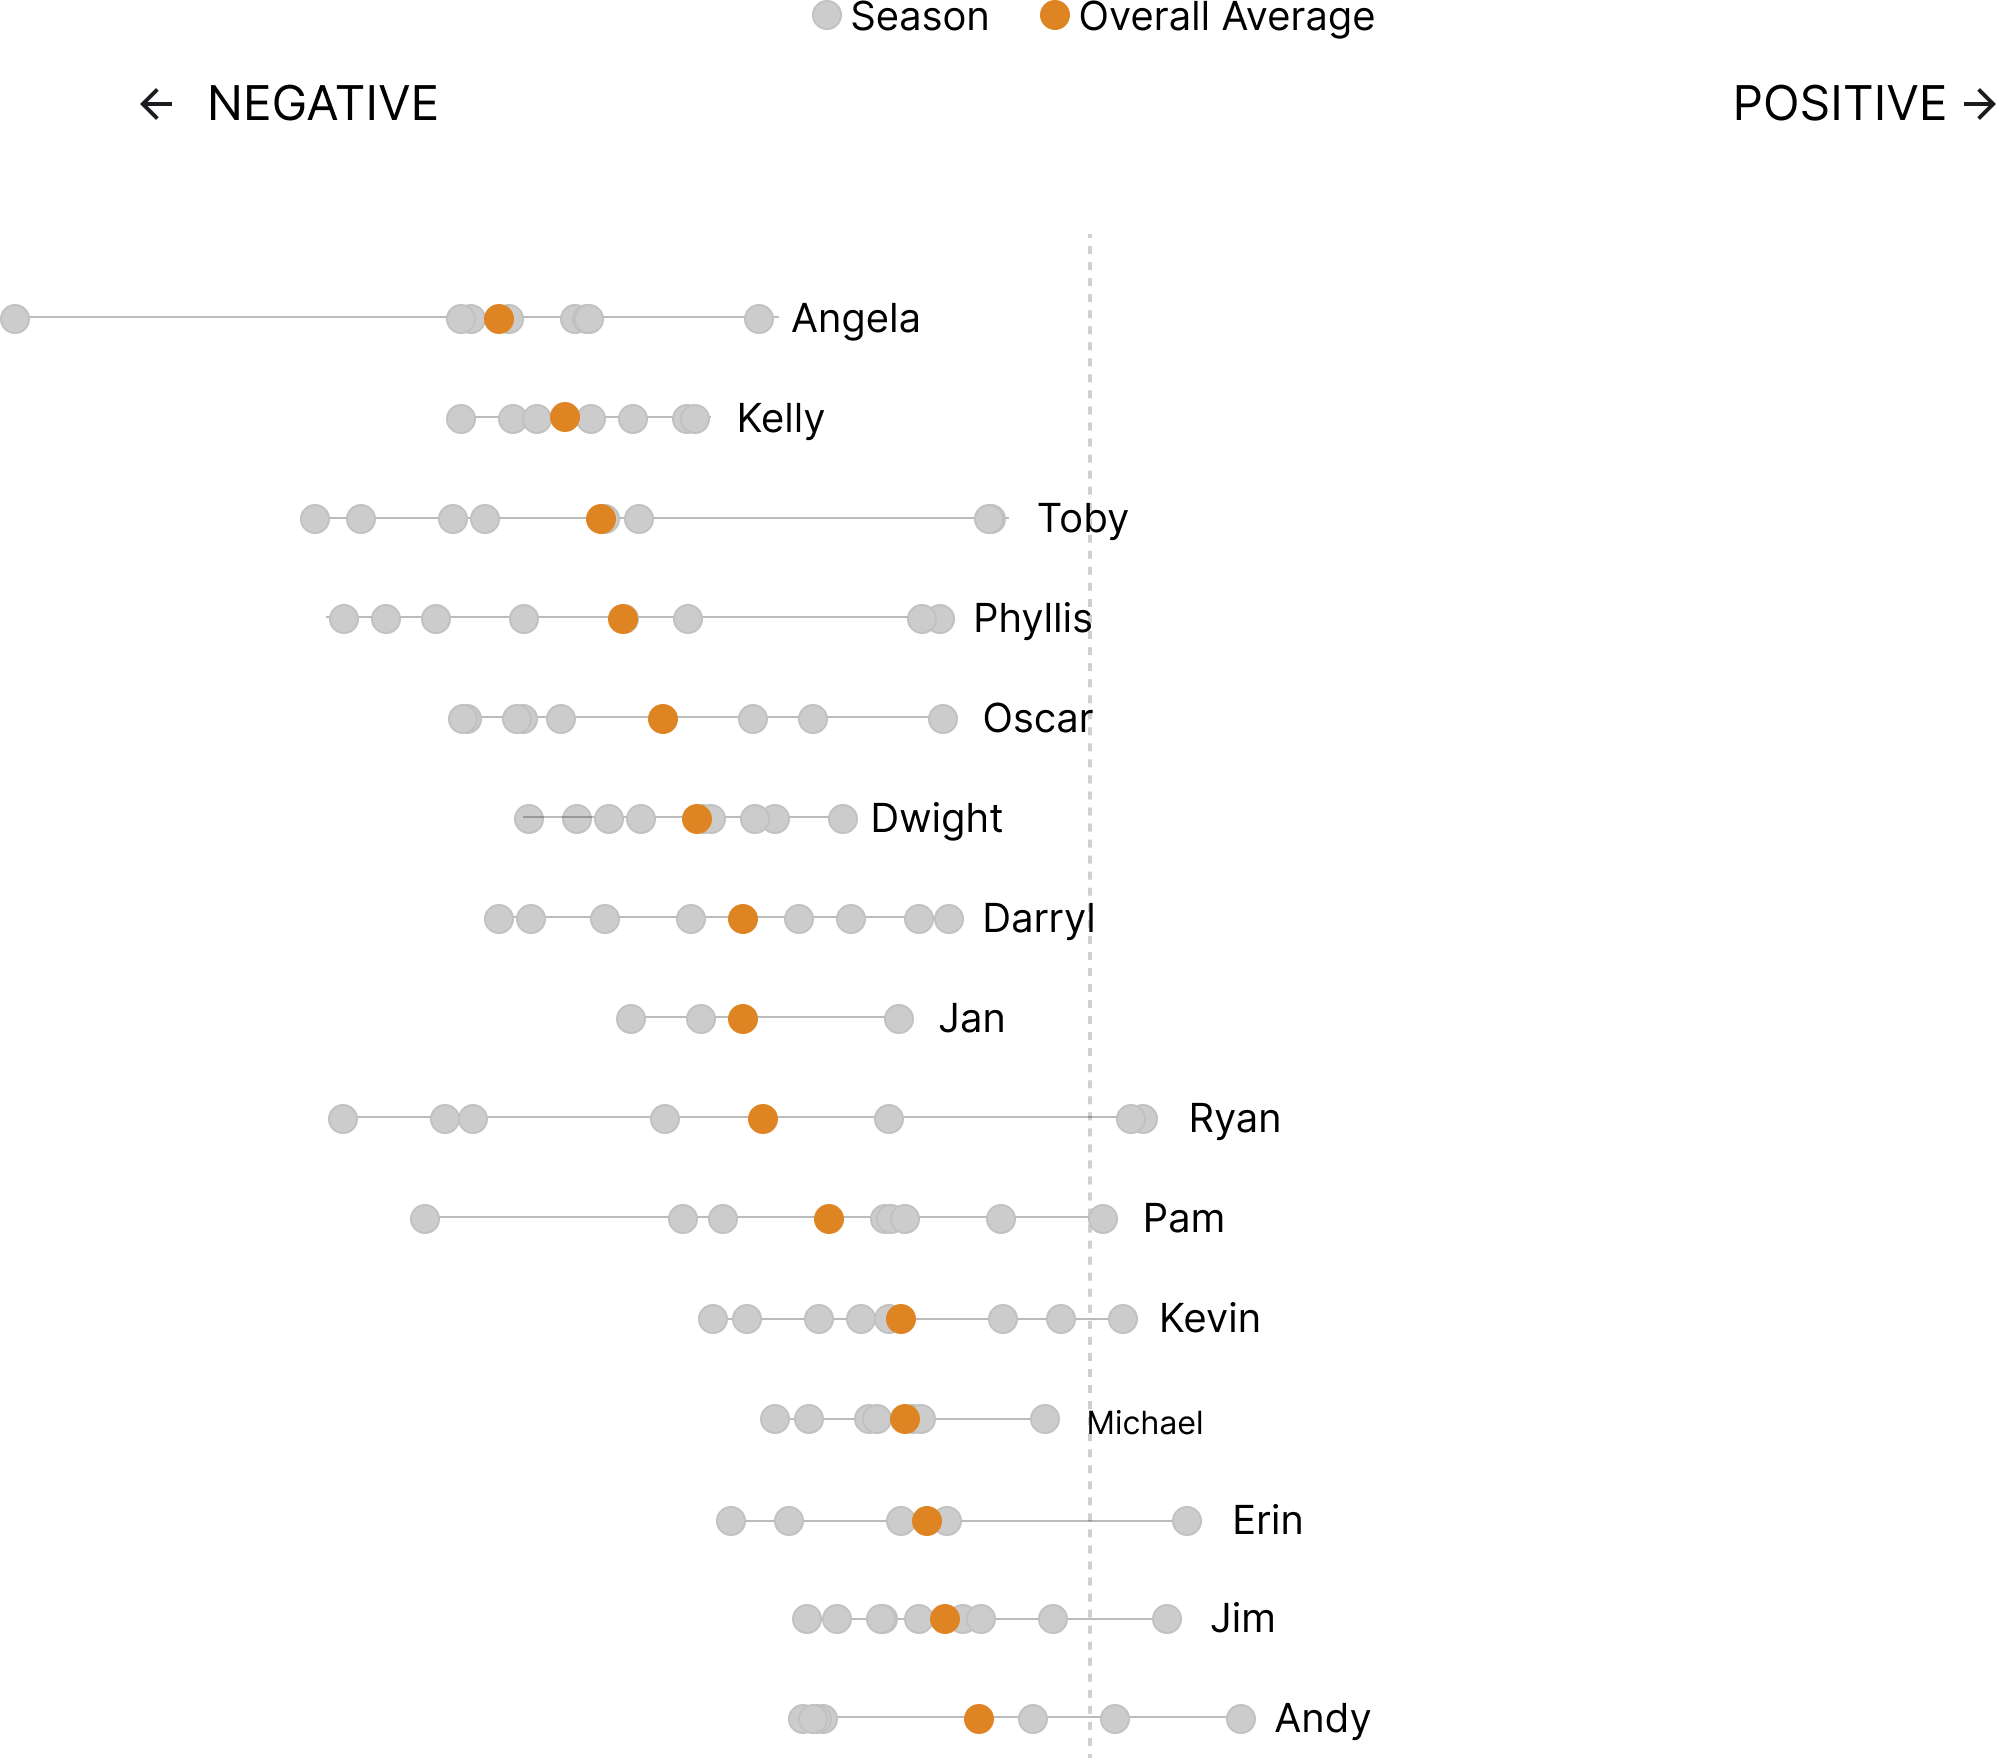 Season Overall Average
← NEGATIVE POSITIVE →
Angela
Kelly
Toby
Phyllis
Oscar
Dwight
Darryl
Jan
Ryan
Pam
Kevin
Michael
Erin
Jim
Andy